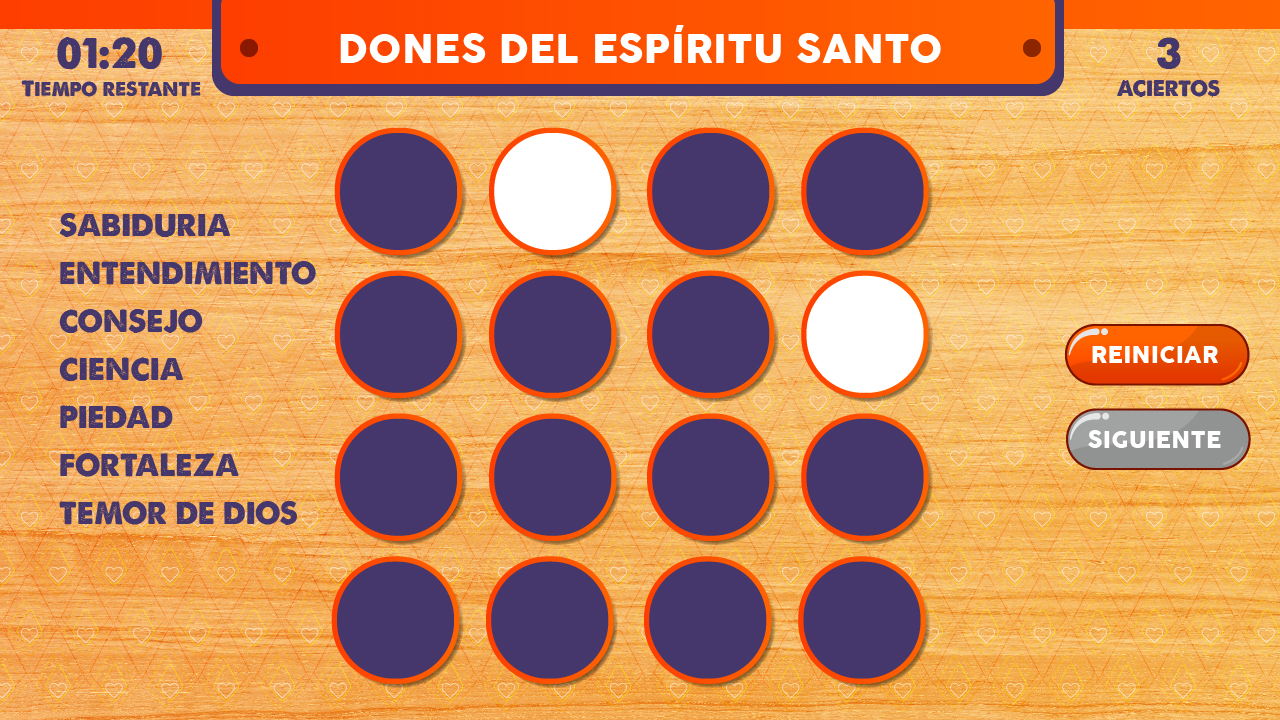 01:20
TIEMPO RESTANTE
DONES DEL ESPÍRITU SANTO
3
ACIERTOS
SABIDURIA
ENTENDIMIENTO
CONSEJO
CIENCIA
PIEDAD
FORTALEZA
TEMOR DE DIOS
REINICIAR
SIGUIENTE